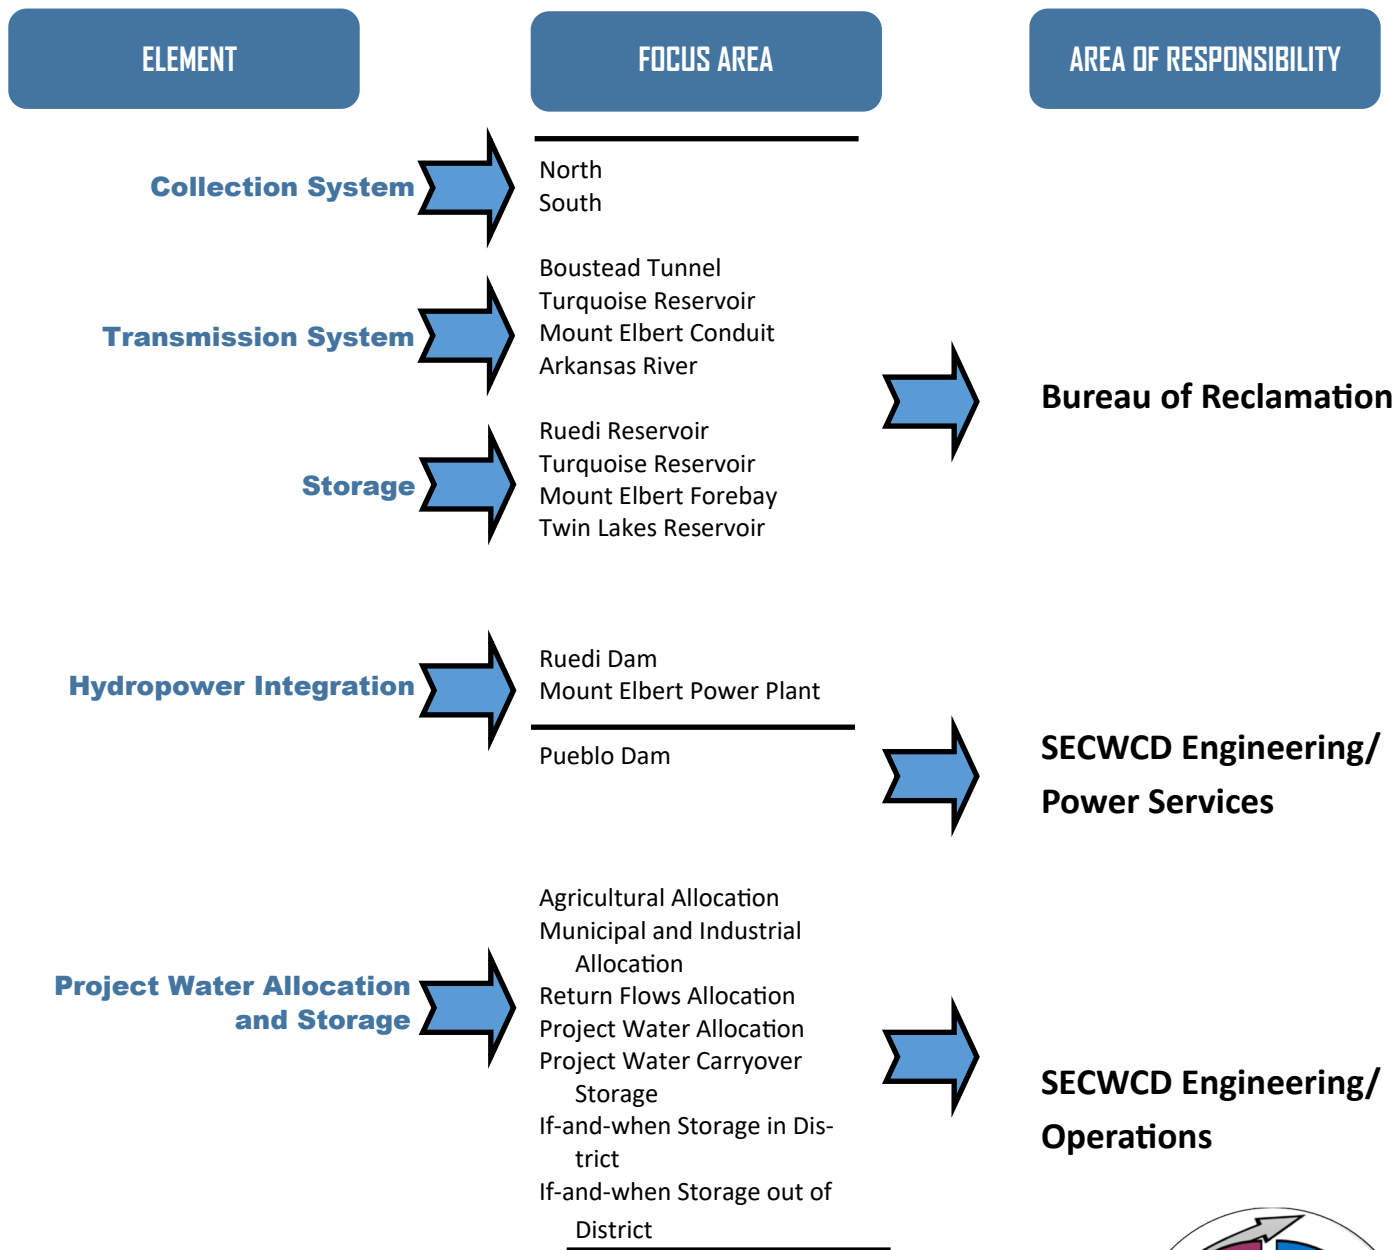 ELEMENT
FOCUS AREA
AREA OF RESPONSIBILITY
Collection System
North
South
Transmission System
Boustead Tunnel
Turquoise Reservoir
Mount Elbert Conduit
Arkansas River
Storage
Ruedi Reservoir
Turquoise Reservoir
Mount Elbert Forebay
Twin Lakes Reservoir
Bureau of Reclamation
Hydropower Integration
Ruedi Dam
Mount Elbert Power Plant
Pueblo Dam
SECWCD Engineering/
Power Services
Project Water Allocation
and Storage
Agricultural Allocation
Municipal and Industrial
Allocation
Return Flows Allocation
Project Water Allocation
Project Water Carryover
Storage
If-and-when Storage in Dis-
trict
If-and-when Storage out of
District
SECWCD Engineering/
Operations